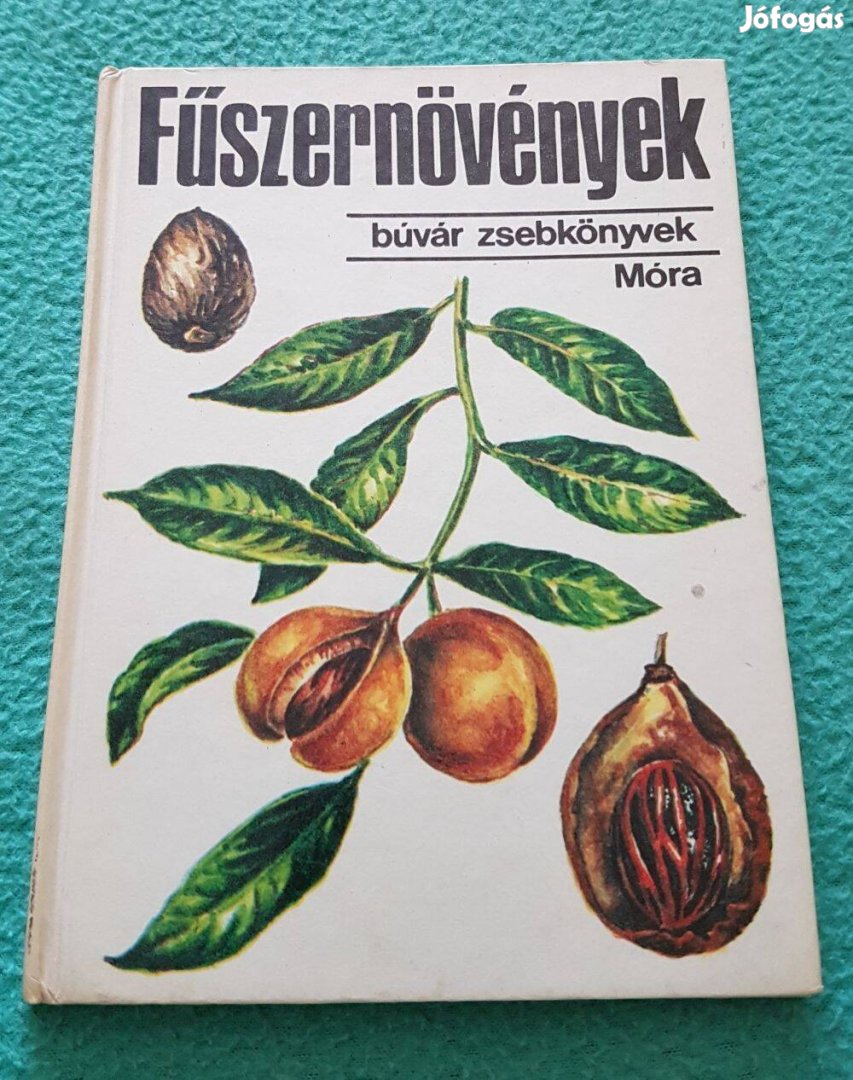 Jófogás
Fűszernövények
búvár zsebkönyvek
Móra